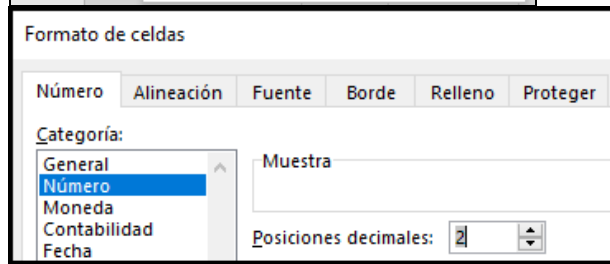 Formato de celdas
Número Alineación Fuente Borde Relleno Proteger
Categoría:
General
Número
Moneda
Contabilidad
Fecha
Muestra
Posiciones decimales: 2